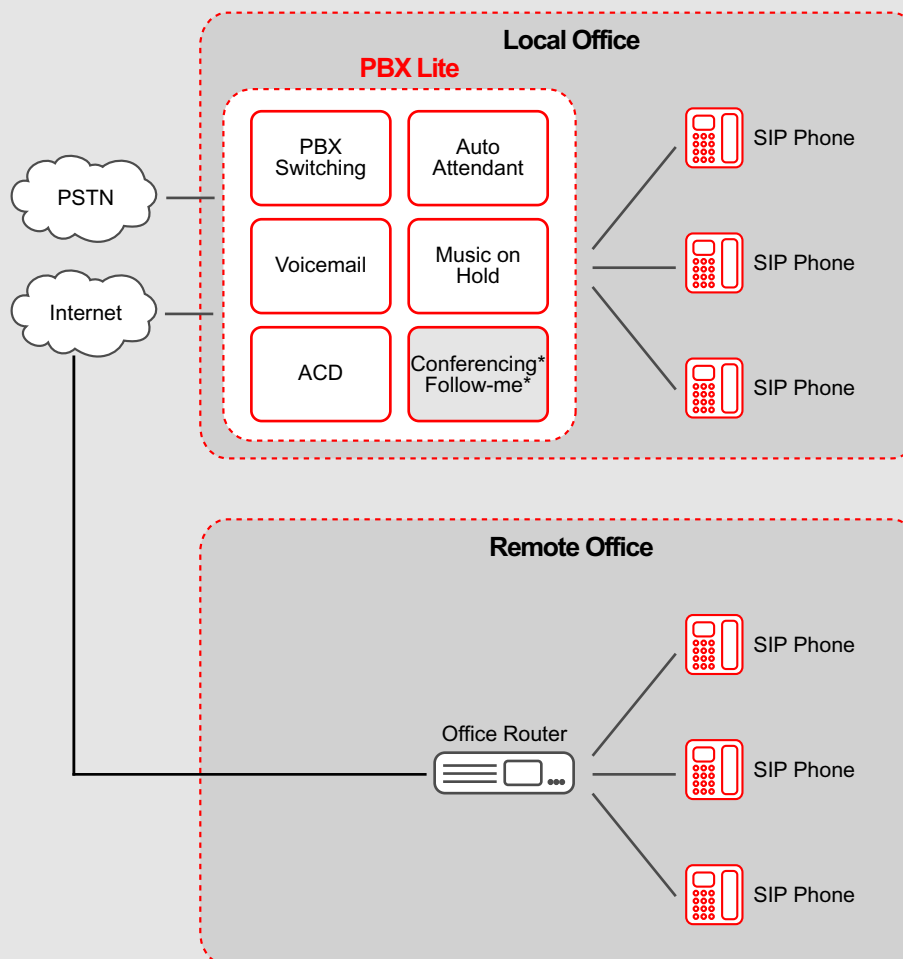 Local Office
PBX Lite
PBX
Switching
Auto
Attendant
SIP Phone
PSTN
Voicemail
Music on
Hold
SIP Phone
Internet
ACD
Conferencing*
Follow-me*
SIP Phone
Remote Office
SIP Phone
Office Router
SIP Phone
SIP Phone